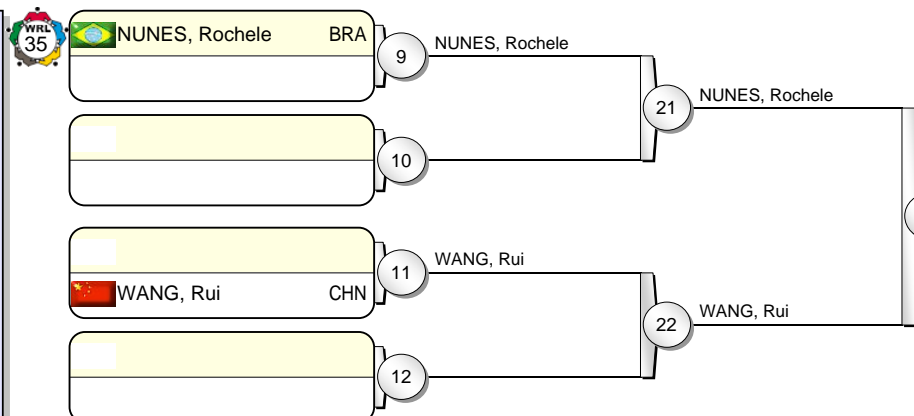 WRL
35
NUNES, Rochele BRA
9
NUNES, Rochele
21
NUNES, Rochele
10
11
WANG, Rui
WANG, Rui CHN
22
WANG, Rui
12